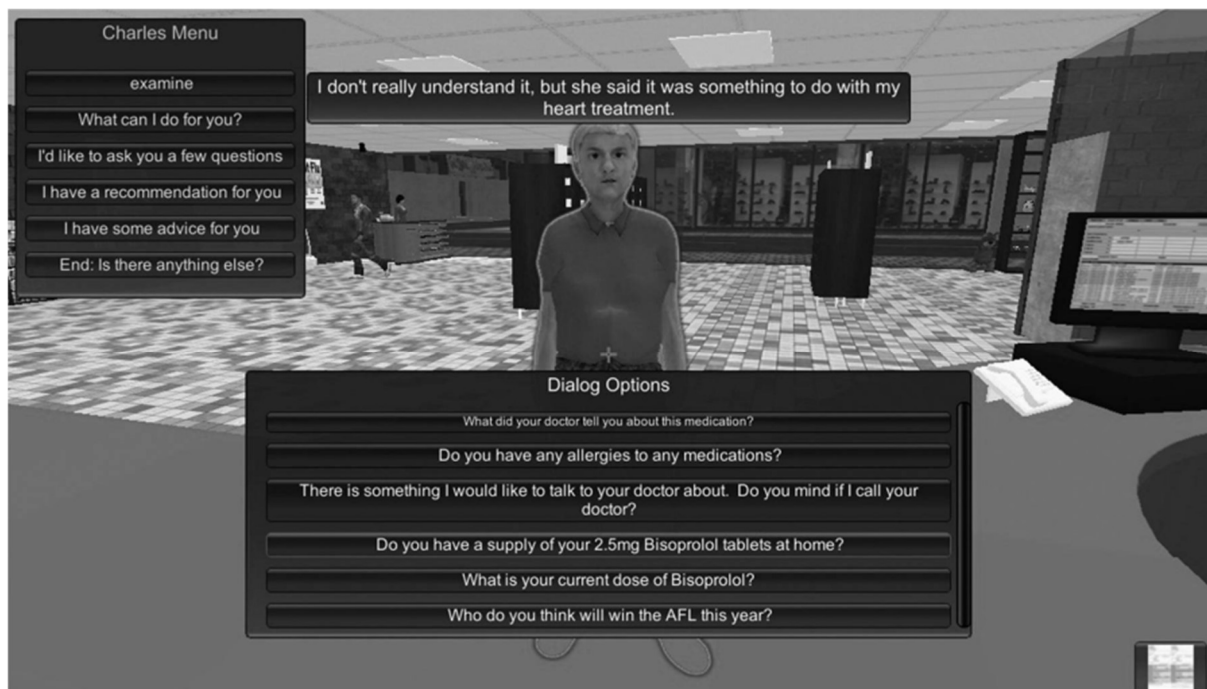 Charles Menu
examine
What can I do for you?
I'd like to ask you a few questions
I have a recommendation for you
I have some advice for you
End: Is there anything else?
I don't really understand it, but she said it was something to do with my
heart treatment.
Dialog Options
What did your doctor tell you about this medication?
Do you have any allergies to any medications?
There is something I would like to talk to your doctor about.  Do you mind if I call your
doctor?
Do you have a supply of your 2.5mg Bisoprolol tablets at home?
What is your current dose of Bisoprolol?
Who do you think will win the AFL this year?